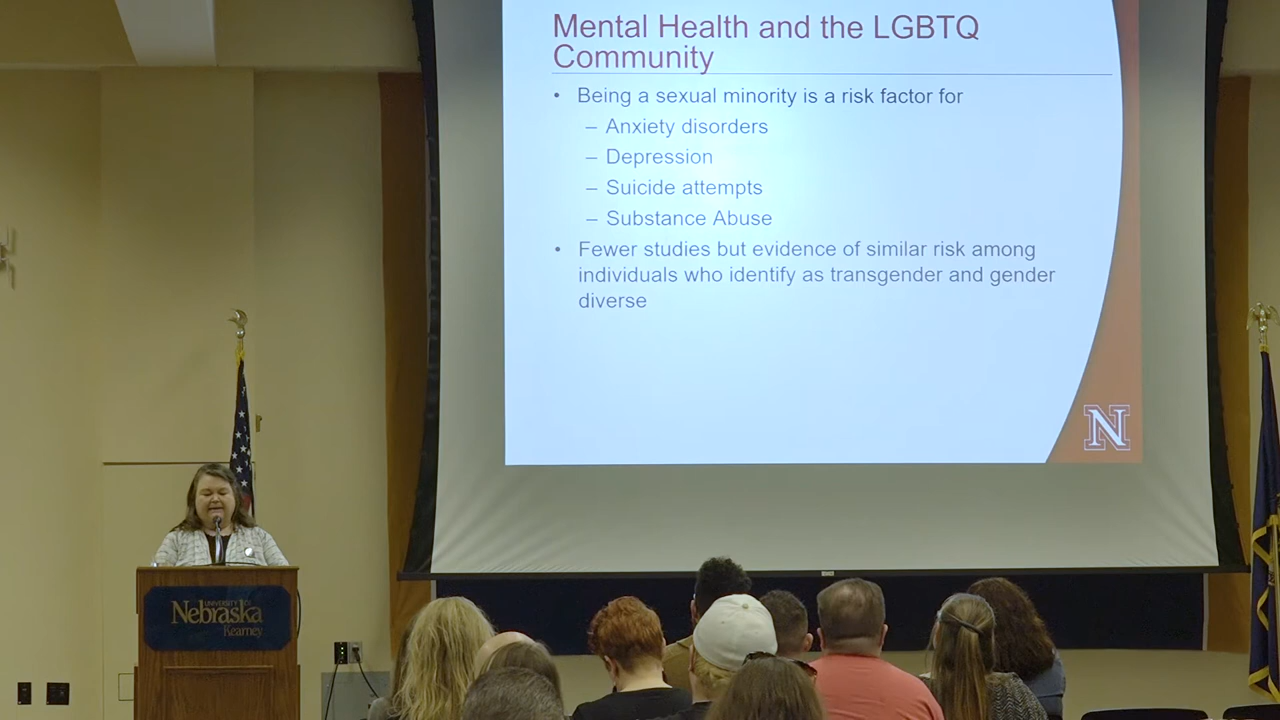 Mental Health and the LGBTQ
Community
• Being a sexual minority is a risk factor for
– Anxiety disorders
– Depression
– Suicide attempts
– Substance Abuse
• Fewer studies but evidence of similar risk among
individuals who identify as transgender and gender
diverse
N
UNIVERSITY OF
Nebraska
Kearney